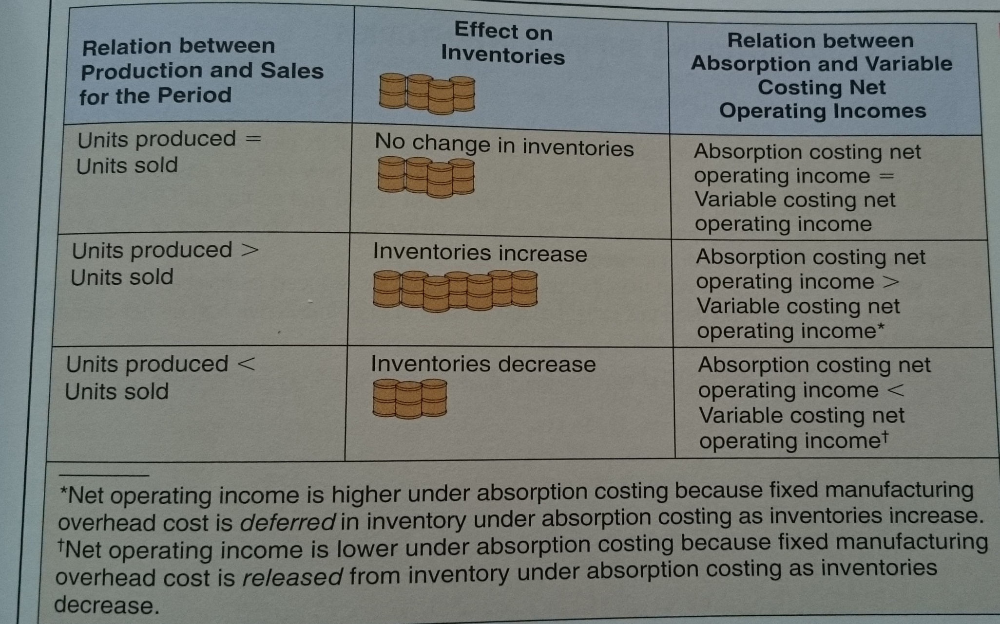 Relation between
Production and Sales
for the Period
Effect on
Inventories
Relation between
Absorption and Variable
Costing Net
Operating Incomes
Units produced =
Units sold
No change in inventories
Absorption costing net
operating income =
Variable costing net
operating income
Units produced >
Units sold
Inventories increase
Absorption costing net
operating income >
Variable costing net
operating income*
Units produced <
Units sold
Inventories decrease
Absorption costing net
operating income <
Variable costing net
operating income†
*Net operating income is higher under absorption costing because fixed manufacturing
overhead cost is deferred in inventory under absorption costing as inventories increase.
†Net operating income is lower under absorption costing because fixed manufacturing
overhead cost is released from inventory under absorption costing as inventories
decrease.